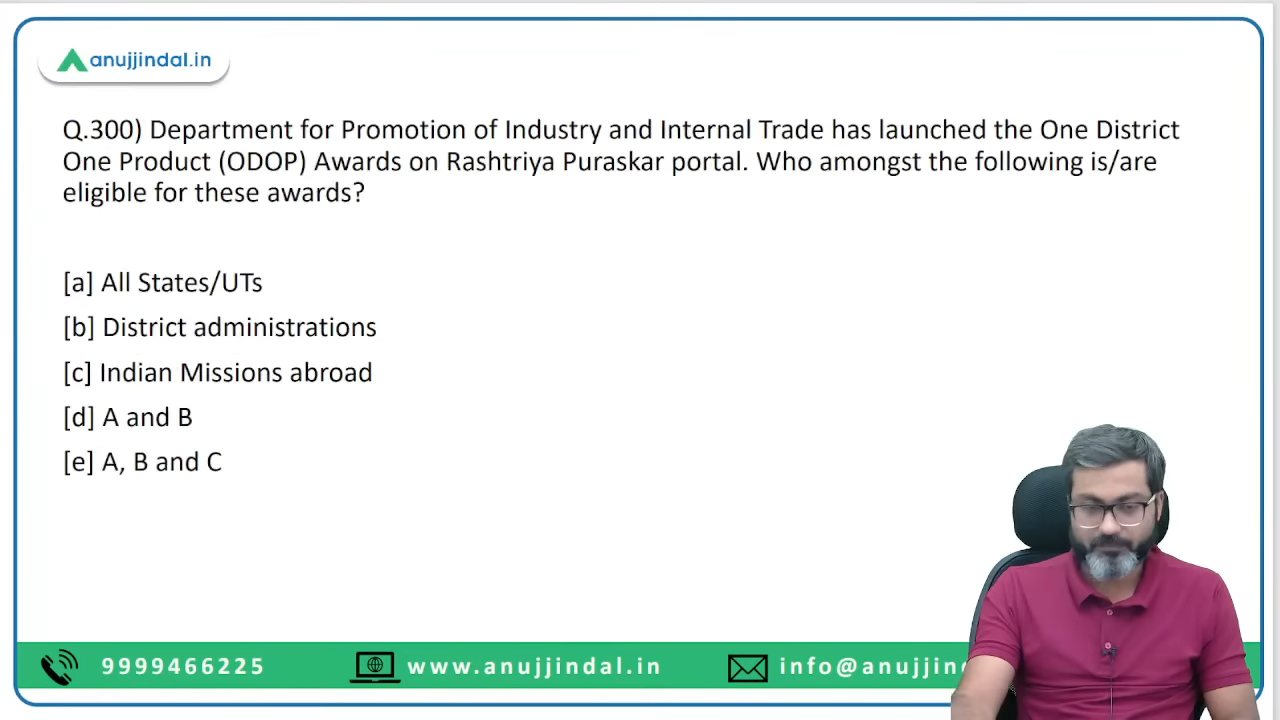 anujjindal.in
Q.300) Department for Promotion of Industry and Internal Trade has launched the One District
One Product (ODOP) Awards on Rashtriya Puraskar portal. Who amongst the following is/are
eligible for these awards?
[a] All States/UTs
[b] District administrations
[c] Indian Missions abroad
[d] A and B
[e] A, B and C
9999466225 www.anujjindal.in